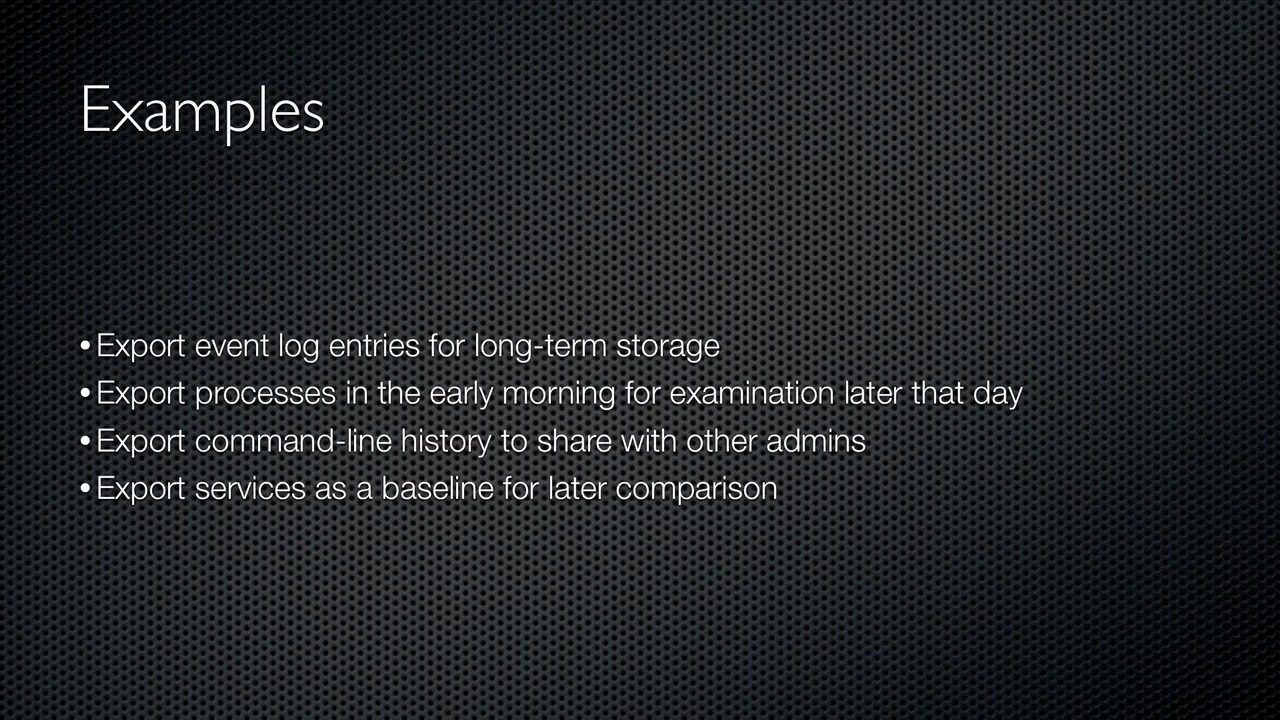 Examples
• Export event log entries for long-term storage
• Export processes in the early morning for examination later that day
• Export command-line history to share with other admins
• Export services as a baseline for later comparison